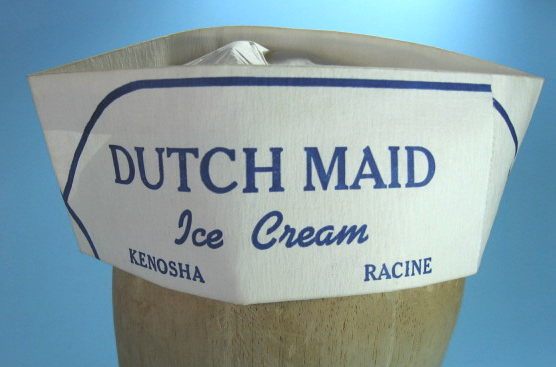 DUTCH MAID
Ice Cream
KENOSHA RACINE